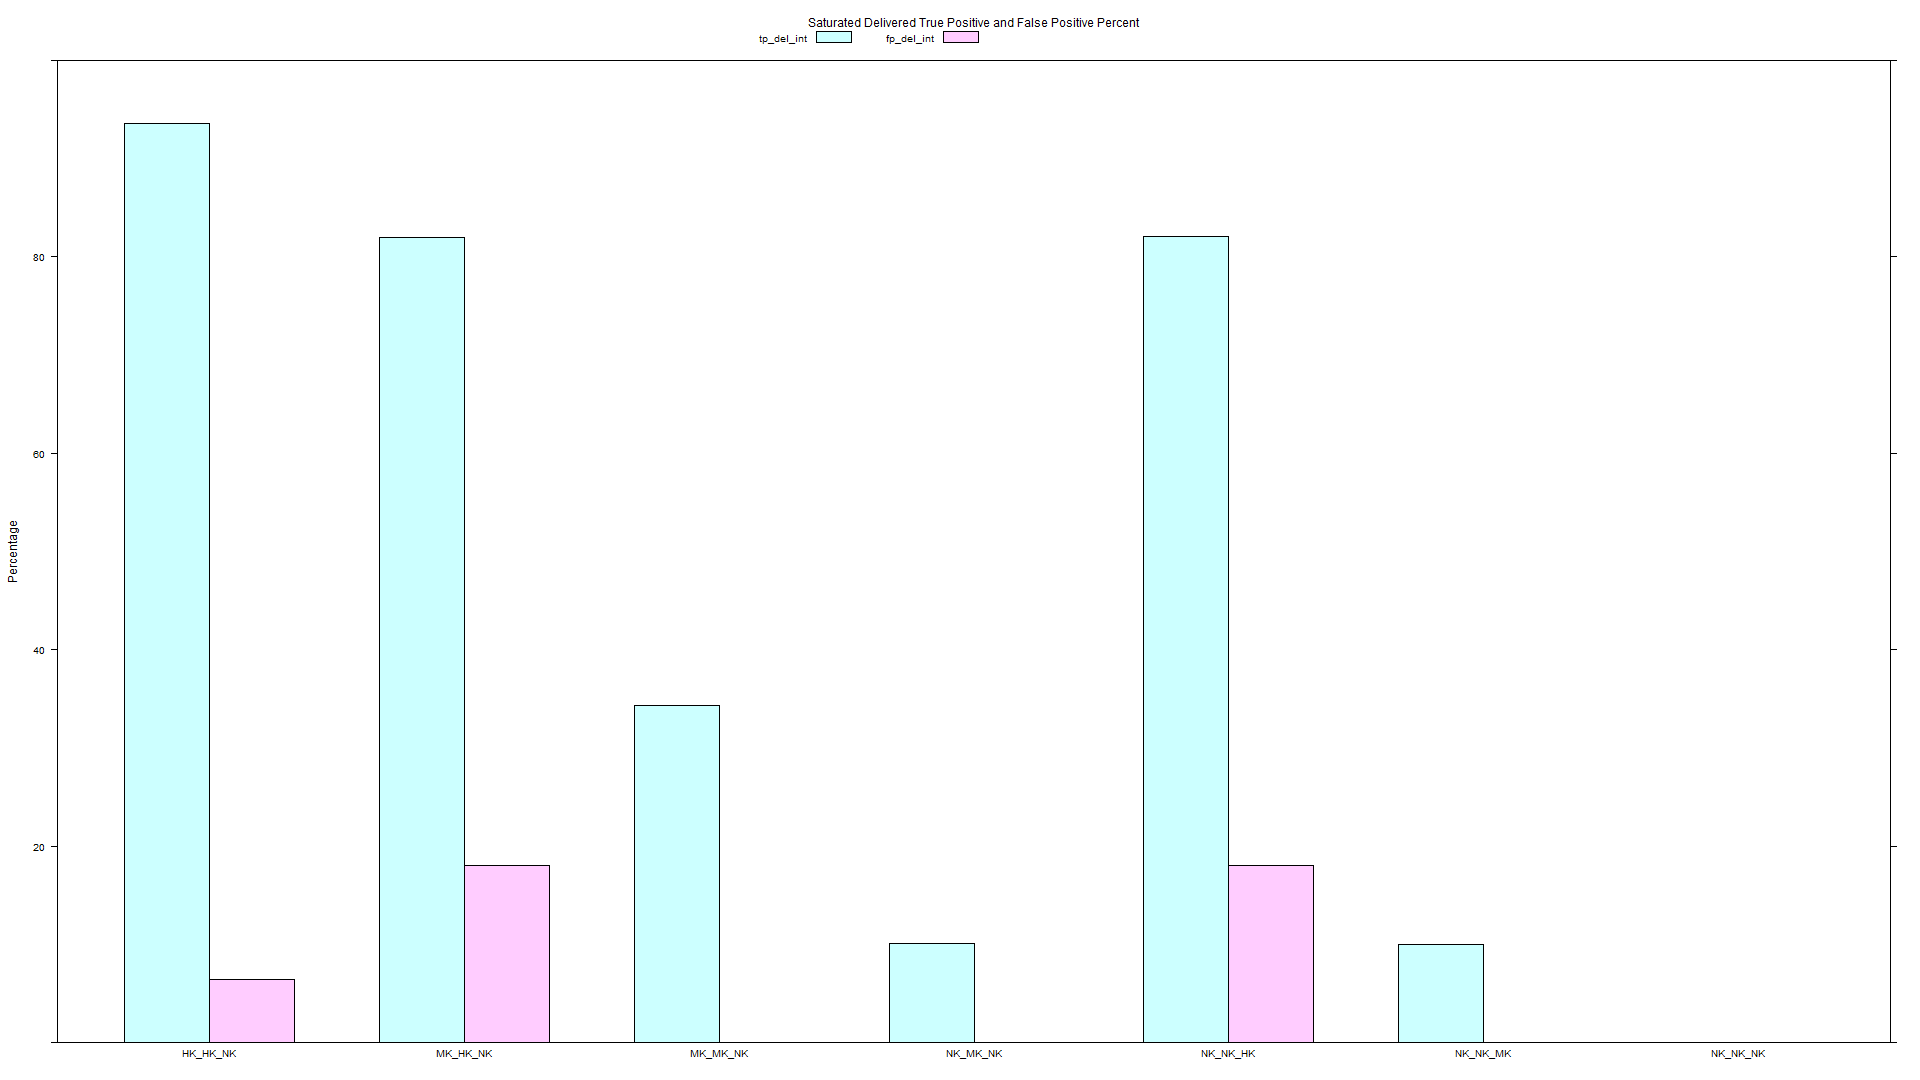 Saturated Delivered True Positive and False Positive Percent
tp_del_int fp_del_int
80
60
40
20
Percentage
HK_HK_NK MK_HK_NK MK_MK_NK NK_MK_NK NK_NK_HK NK_NK_MK NK_NK_NK